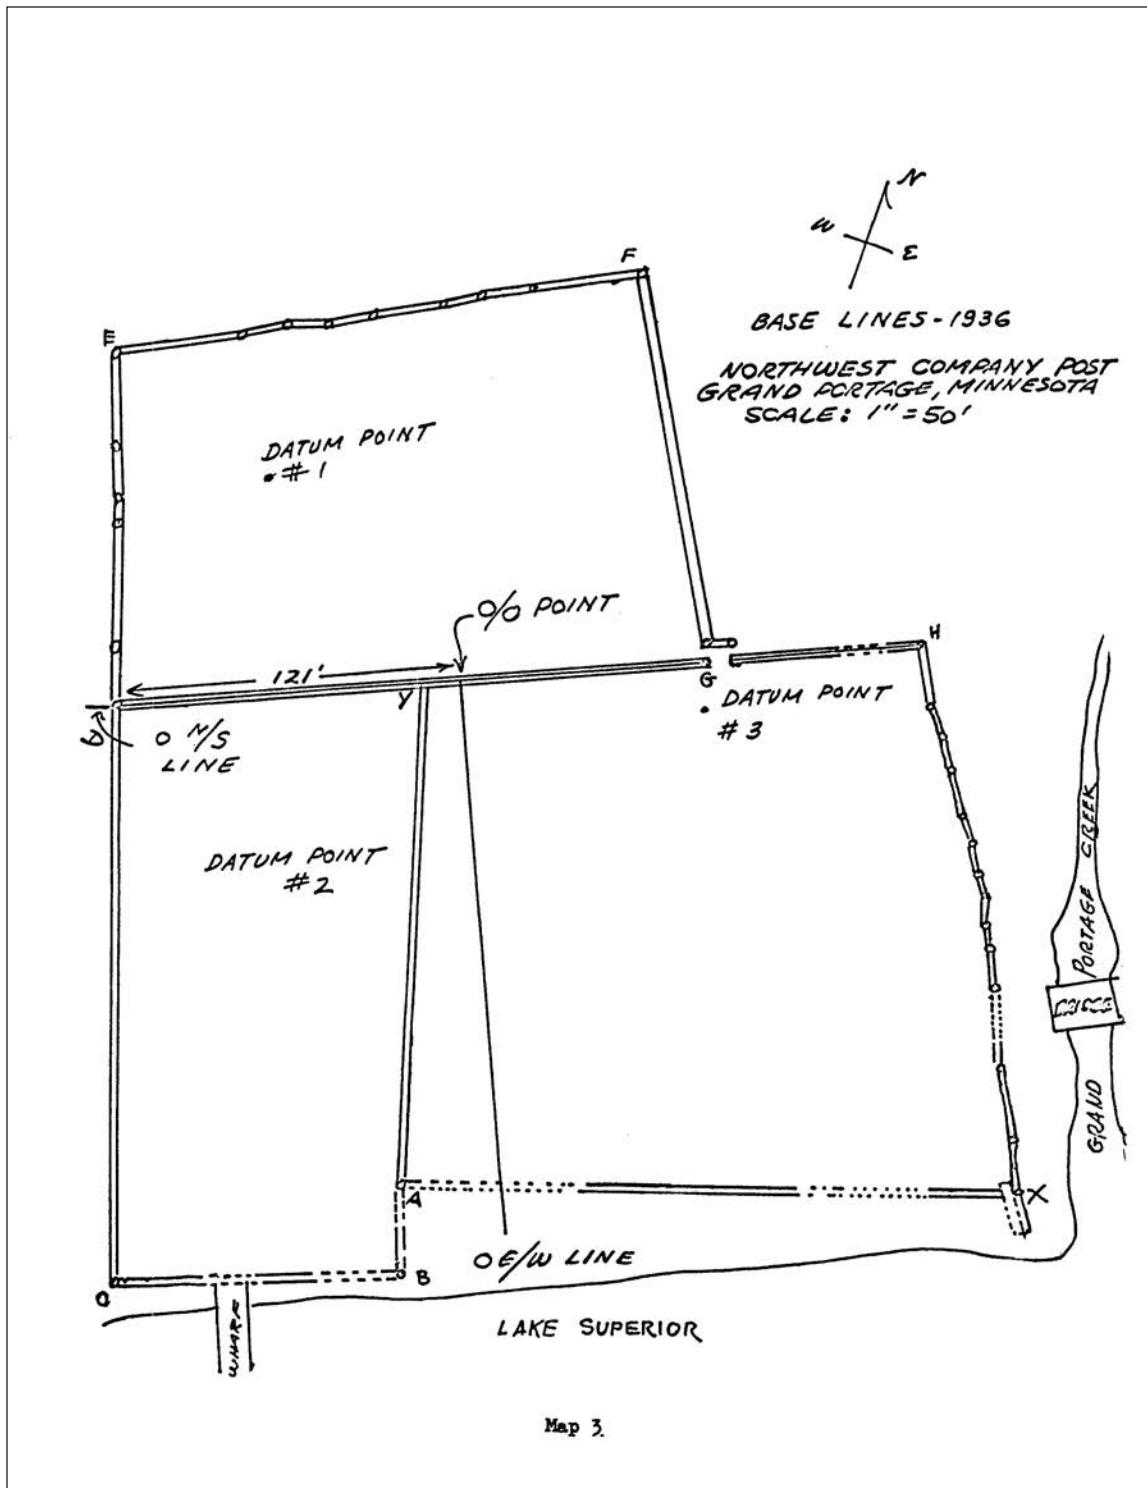 N
W
E
F
BASE LINES-1936
NORTHWEST COMPANY POST
GRAND PORTAGE, MINNESOTA
SCALE: 1"=50'
E
DATUM POINT
#1
0/0 POINT
H
121'
G
Y
DATUM POINT
#3
0 N/S
LINE
DATUM POINT
#2
PORTAGE CREEK
BRIDGE
GRAND
A
X
0 E/W LINE
B
LAKE SUPERIOR
WHARF
Map 3.